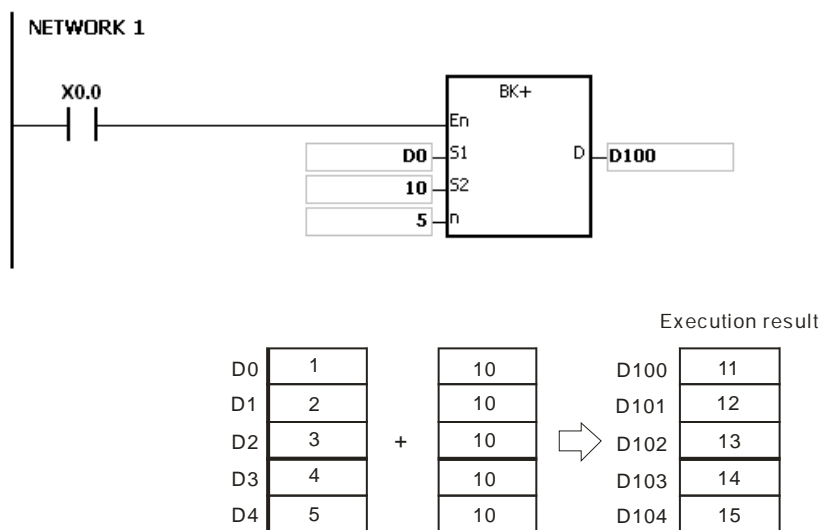 NETWORK 1
X0.0
BK+
En
D0 S1 D D100
10 S2
5 n
Execution result
D0 1 10 D100 11
D1 2 10 D101 12
D2 3 + 10 D102 13
D3 4 10 D103 14
D4 5 10 D104 15